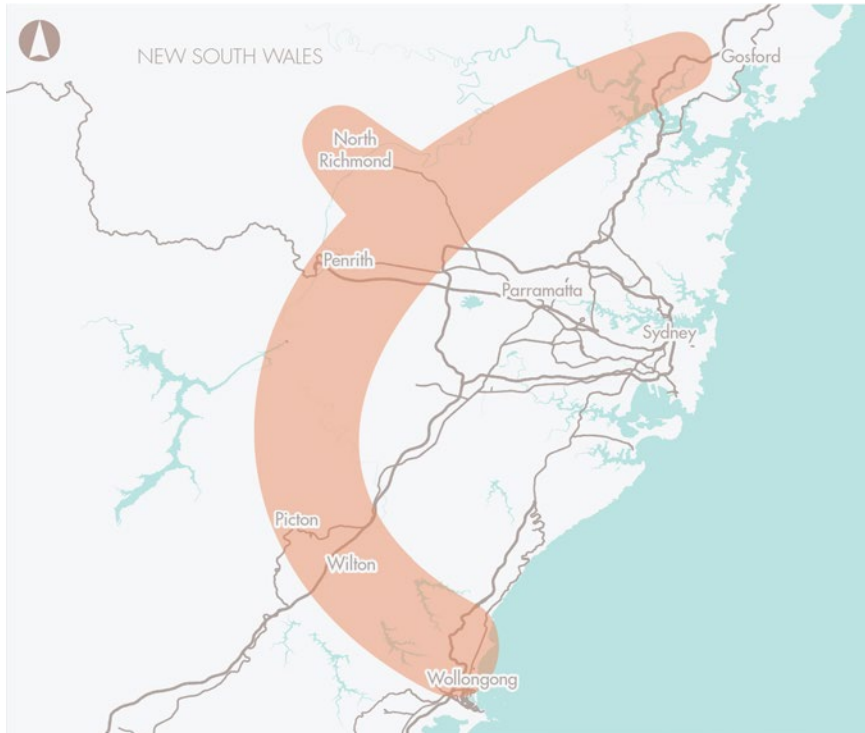 NEW SOUTH WALES
Gosford
North
Richmond
Penrith
Parramatta
Sydney
Picton
Wilton
Wollongong